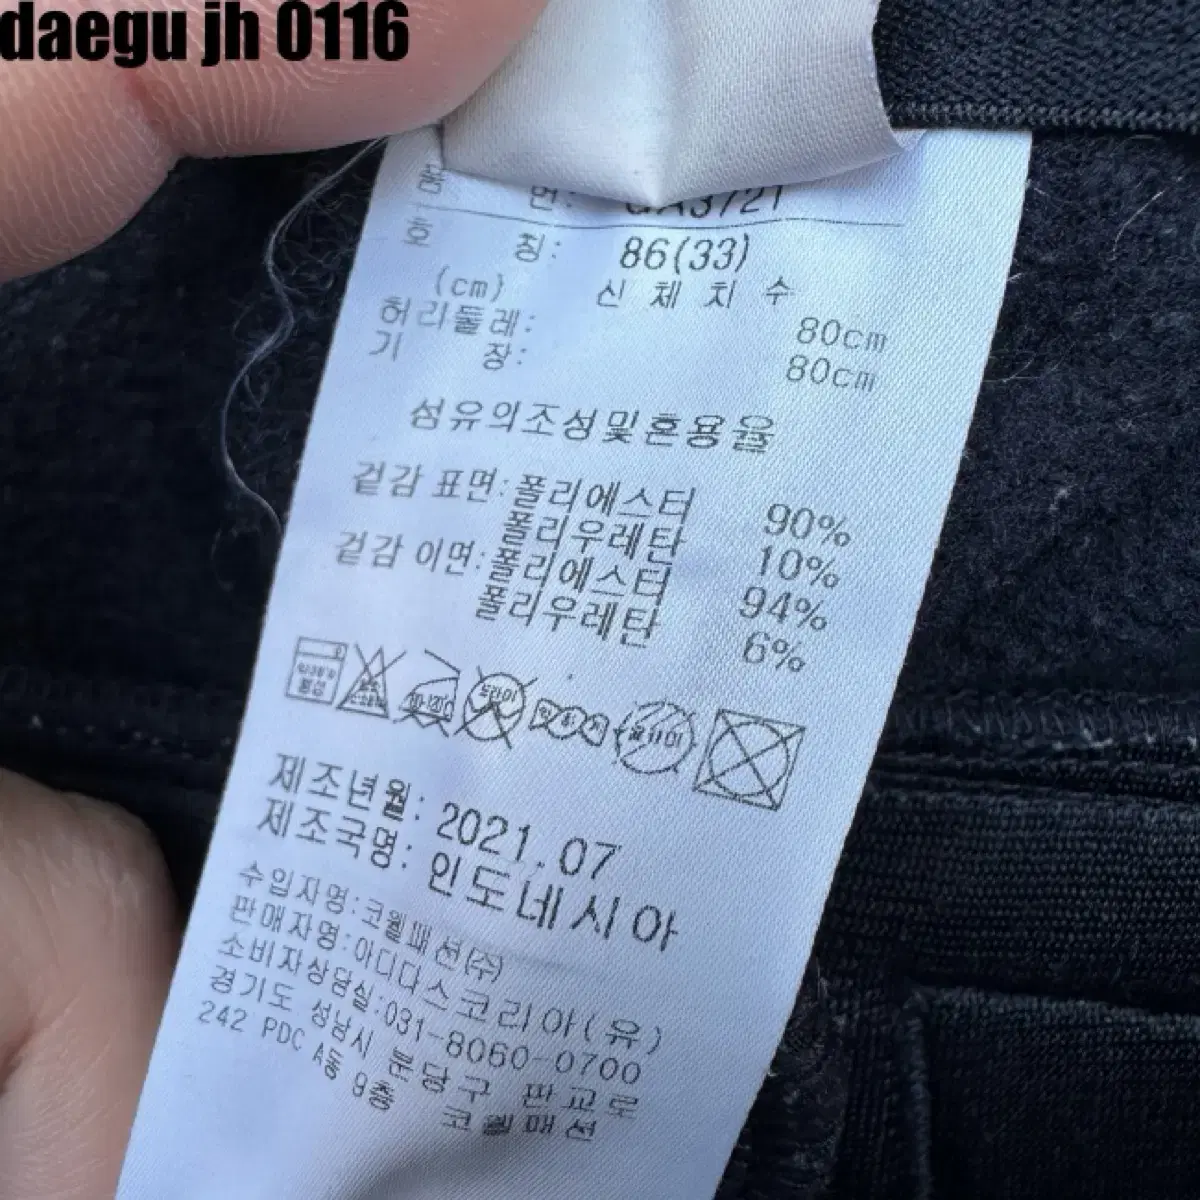 daegu jh 0116
품 번: GA3721
호 칭: 86(33)
(cm) 신 체 치 수
허리둘레: 80cm
기 장: 80cm
섬유의조성및혼용율
겉감 표면:폴리에스터 90%
폴리우레탄 10%
겉감 이면:폴리에스터 94%
폴리우레탄 6%
드라이
제조년월: 2021.07
제조국명: 인도네시아
수입자명:코웰패션(주)
판매자명:아디다스코리아(유)
소비자상담실:031-8060-0700
경기도 성남시 분당구 판교로
242 PDC A동 9층 코웰패션